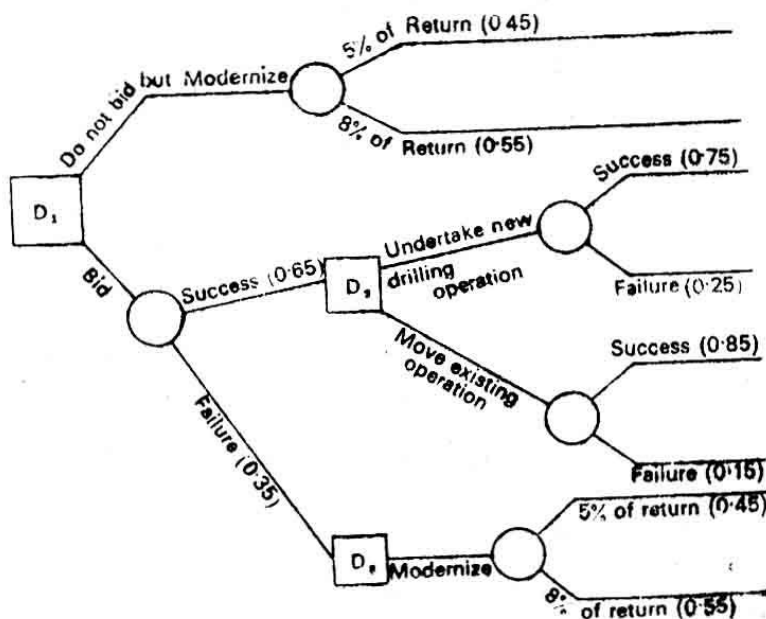 5% of Return (0·45)
Do not bid but Modernize
8% of Return (0·55)
Success (0·75)
D₁
Undertake new
Bid
Success (0·65)
drilling
operation
Failure (0·25)
Success (0·85)
Move existing
operation
Failure (0·35)
Failure (0·15)
5% of return (0·45)
Modernize
8% of return (0·55)